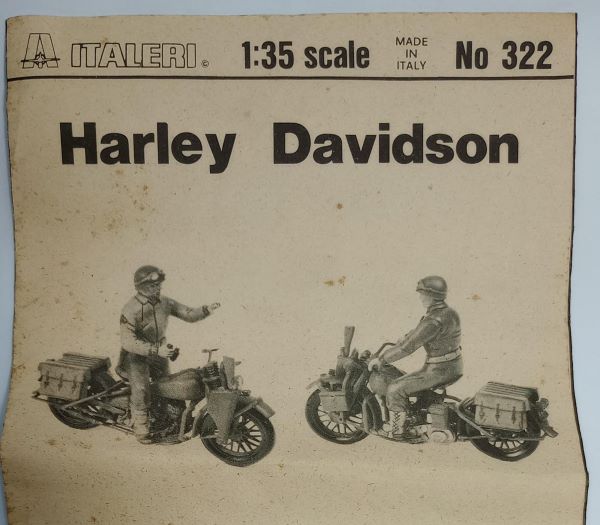 ITALERI © 1:35 scale MADE IN ITALY No 322
Harley Davidson